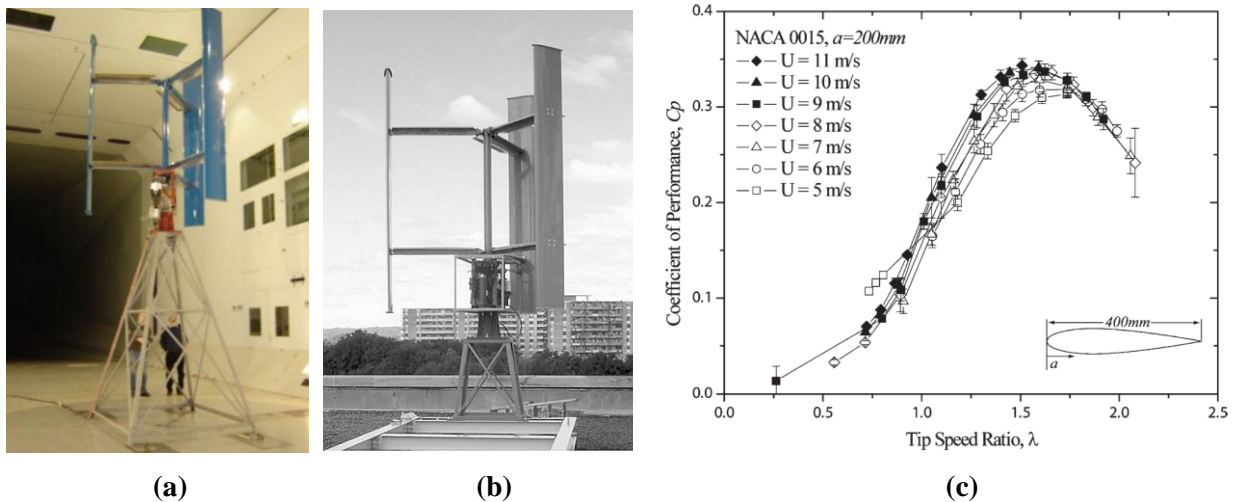 NACA 0015, a=200mm
U = 11 m/s
U = 10 m/s
U = 9 m/s
U = 8 m/s
U = 7 m/s
U = 6 m/s
U = 5 m/s
Coefficient of Performance, Cp
0.4
0.3
0.2
0.1
0.0
400mm
a
0.0 0.5 1.0 1.5 2.0 2.5
Tip Speed Ratio, λ
(a) (b) (c)